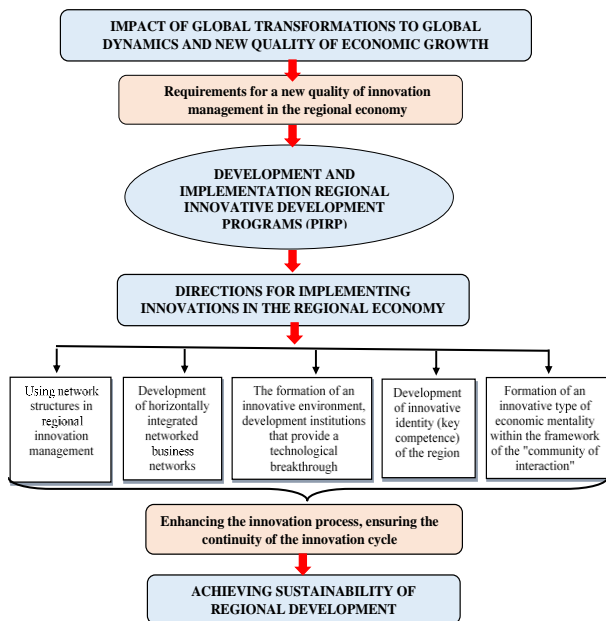 IMPACT OF GLOBAL TRANSFORMATIONS TO GLOBAL
DYNAMICS AND NEW QUALITY OF ECONOMIC GROWTH
Requirements for a new quality of innovation
management in the regional economy
DEVELOPMENT AND
IMPLEMENTATION REGIONAL
INNOVATIVE DEVELOPMENT
PROGRAMS (PIRP)
DIRECTIONS FOR IMPLEMENTING
INNOVATIONS IN THE REGIONAL ECONOMY
Using network
structures in
regional
innovation
management
Development
of horizontally
integrated
networked
business
networks
The formation of an
innovative environment,
development institutions
that provide a
technological
breakthrough
Development
of innovative
identity (key
competence)
of the region
Formation of an
innovative type of
economic mentality
within the framework
of the "community of
interaction"
Enhancing the innovation process, ensuring the
continuity of the innovation cycle
ACHIEVING SUSTAINABILITY OF
REGIONAL DEVELOPMENT